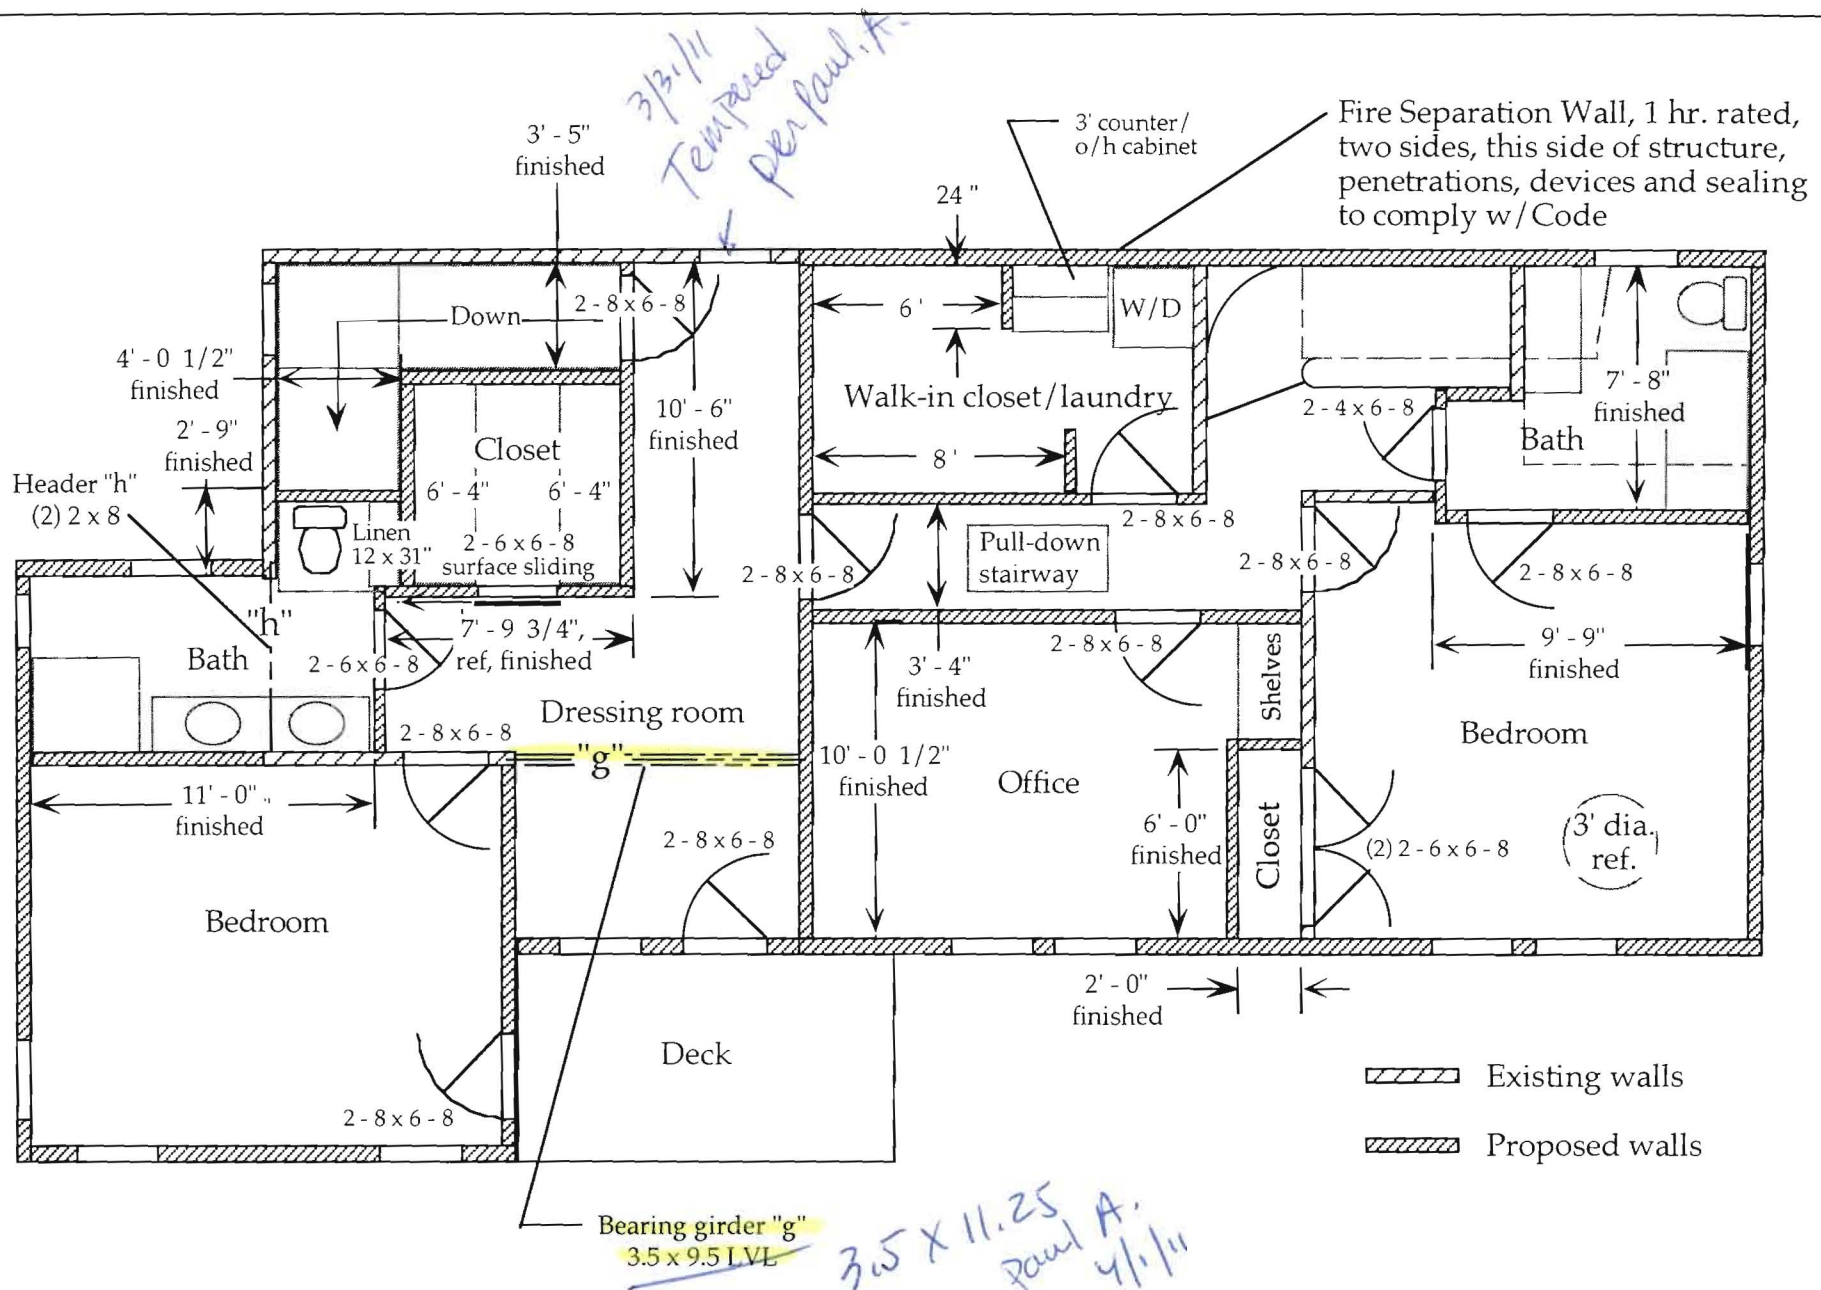 3/31/11
Tempered
per Paul. A.
3' - 5"
finished
3' counter/
o/h cabinet
Fire Separation Wall, 1 hr. rated,
two sides, this side of structure,
penetrations, devices and sealing
to comply w/Code
24 "
Down
2 - 8 x 6 - 8
6 '
W/D
4' - 0 1/2"
finished
10' - 6"
finished
Walk-in closet/laundry
2 - 4 x 6 - 8
7' - 8"
finished
2' - 9"
finished
Closet
6' - 4"
6' - 4"
8 '
Bath
Header "h"
(2) 2 x 8
Linen
12 x 31"
2 - 6 x 6 - 8
surface sliding
2 - 8 x 6 - 8
Pull-down
stairway
2 - 8 x 6 - 8
2 - 8 x 6 - 8
2 - 8 x 6 - 8
"h"
Bath
2 - 6 x 6 - 8
7' - 9 3/4",
ref, finished
3' - 4"
finished
2 - 8 x 6 - 8
Shelves
9' - 9"
finished
Dressing room
2 - 8 x 6 - 8
"g"
10' - 0 1/2"
finished
Office
Bedroom
11' - 0"
finished
2 - 8 x 6 - 8
6' - 0"
finished
Closet
(2) 2 - 6 x 6 - 8
3' dia.
ref.
Bedroom
2' - 0"
finished
Deck
2 - 8 x 6 - 8
Existing walls
Proposed walls
Bearing girder "g"
3.5 x 9.5 LVL
3.5 X 11.25
Paul A.
4/1/11